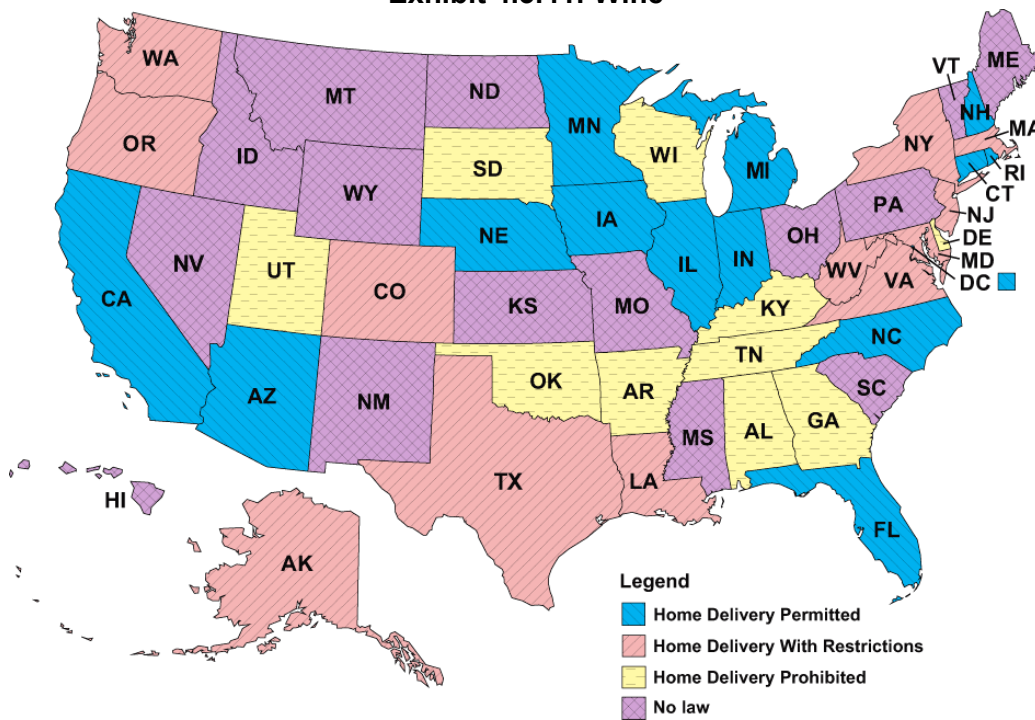 Exhibit Wine
WA
MT
ND
MN
VT
ME
NH
OR
ID
WY
SD
WI
MI
NY
MA
RI
CT
NV
UT
CO
NE
IA
IL
IN
OH
PA
NJ
DE
MD
DC
WV
VA
CA
KS
MO
KY
NC
AZ
NM
OK
AR
TN
SC
MS
AL
GA
TX
LA
FL
HI
AK
Legend
Home Delivery Permitted
Home Delivery With Restrictions
Home Delivery Prohibited
No law